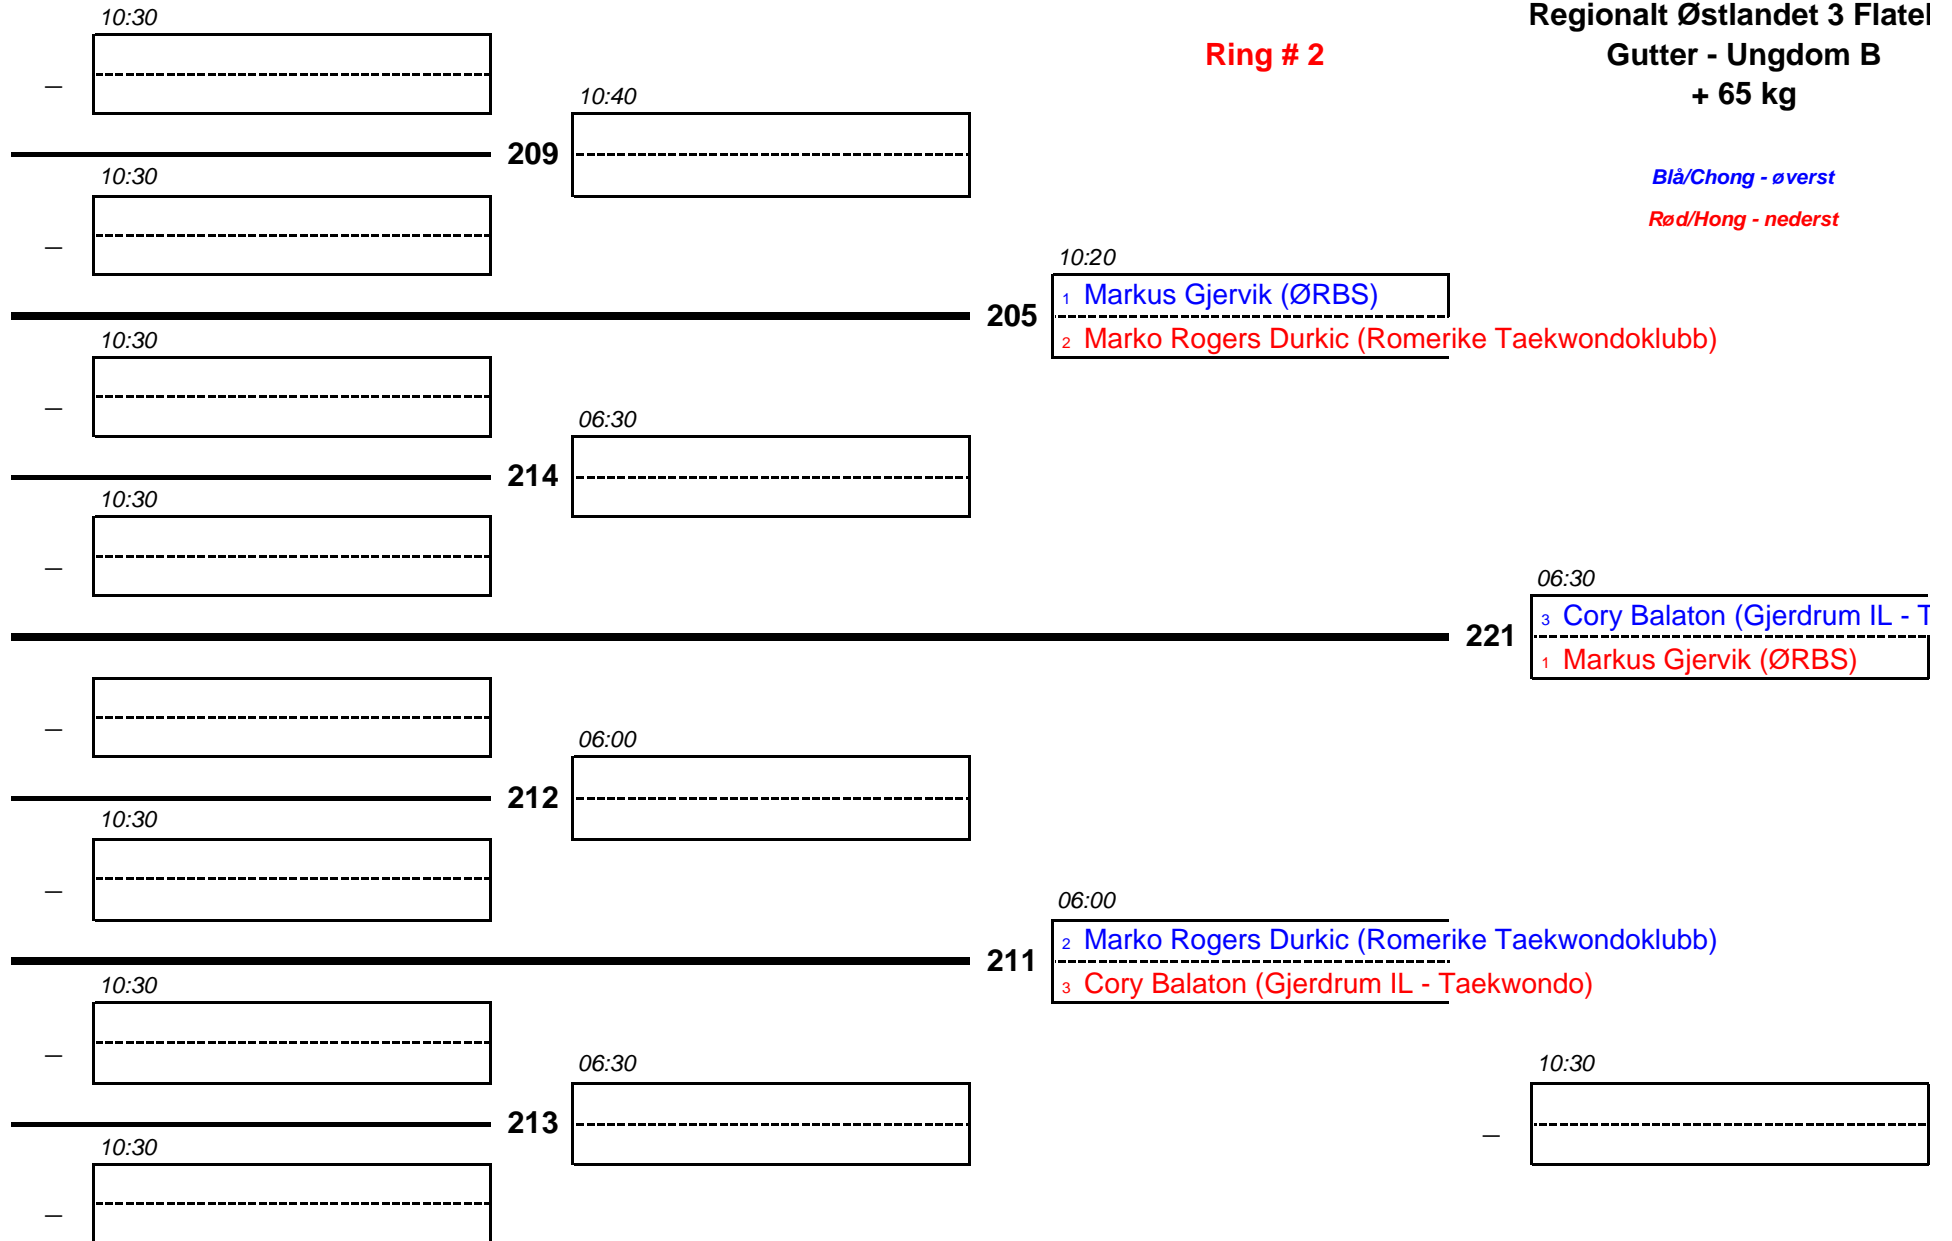 10:30
Regionalt Østlandet 3 Flate
Ring # 2
Gutter - Ungdom B
+ 65 kg
_
10:40
209
10:30
Blå/Chong - øverst
Rød/Hong - nederst
_
10:20
1 Markus Gjervik (ØRBS)
205
2 Marko Rogers Durkic (Romerike Taekwondoklubb)
10:30
_
06:30
214
10:30
_
06:30
3 Cory Balaton (Gjerdrum IL - T
221
1 Markus Gjervik (ØRBS)
_
06:00
212
10:30
_
06:00
2 Marko Rogers Durkic (Romerike Taekwondoklubb)
211
3 Cory Balaton (Gjerdrum IL - Taekwondo)
10:30
_
06:30
10:30
213
_
10:30
_